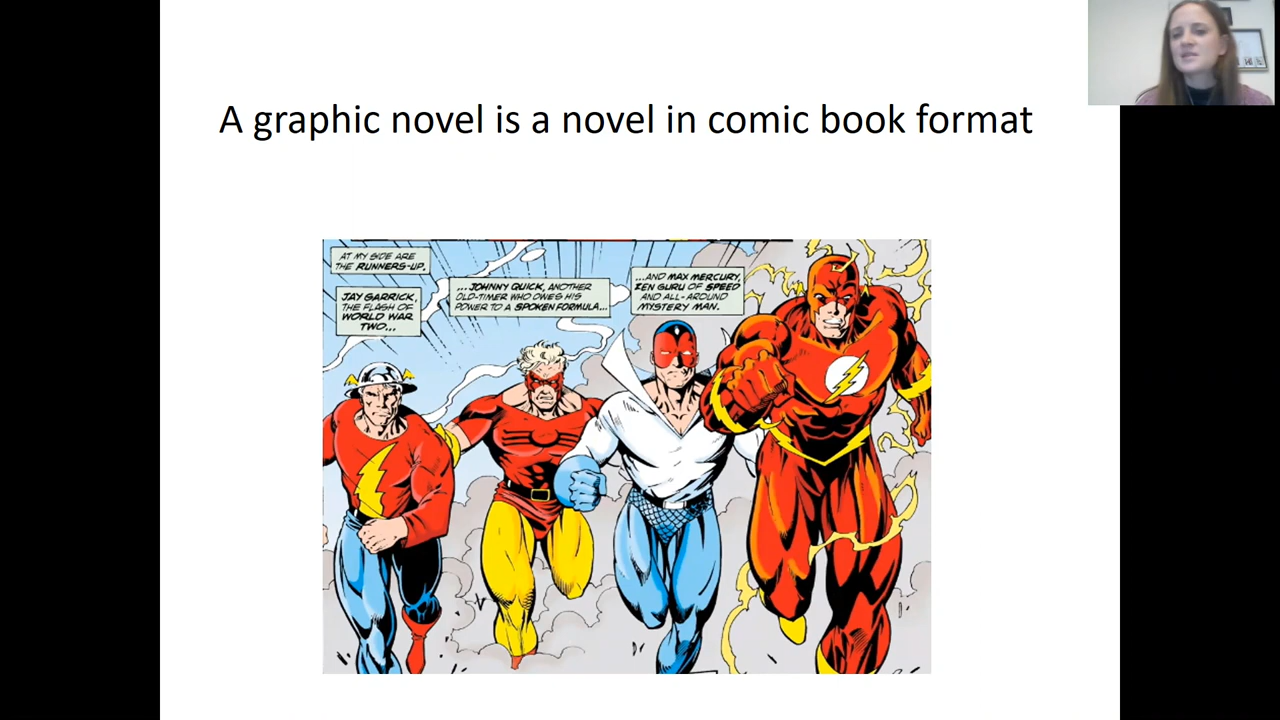 A graphic novel is a novel in comic book format
AT MY SIDE ARE
THE RUNNERS-UP.
JAY GARRICK,
THE FLASH OF
WORLD WAR
TWO...
...JOHNNY QUICK, ANOTHER
OLD-TIMER WHO OWES HIS
POWER TO A SPOKEN FORMULA...
...AND MAX MERCURY,
ZEN GURU OF SPEED
AND ALL-AROUND
MYSTERY MAN.